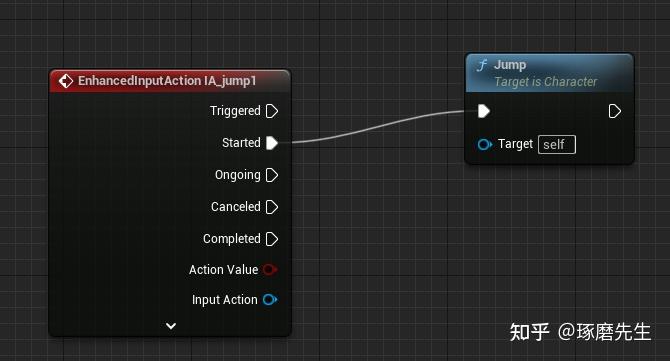 EnhancedInputAction IA_jump1
Triggered
Started
Ongoing
Canceled
Completed
Action Value
Input Action
f Jump
Target is Character
Target self
知乎 @琢磨先生